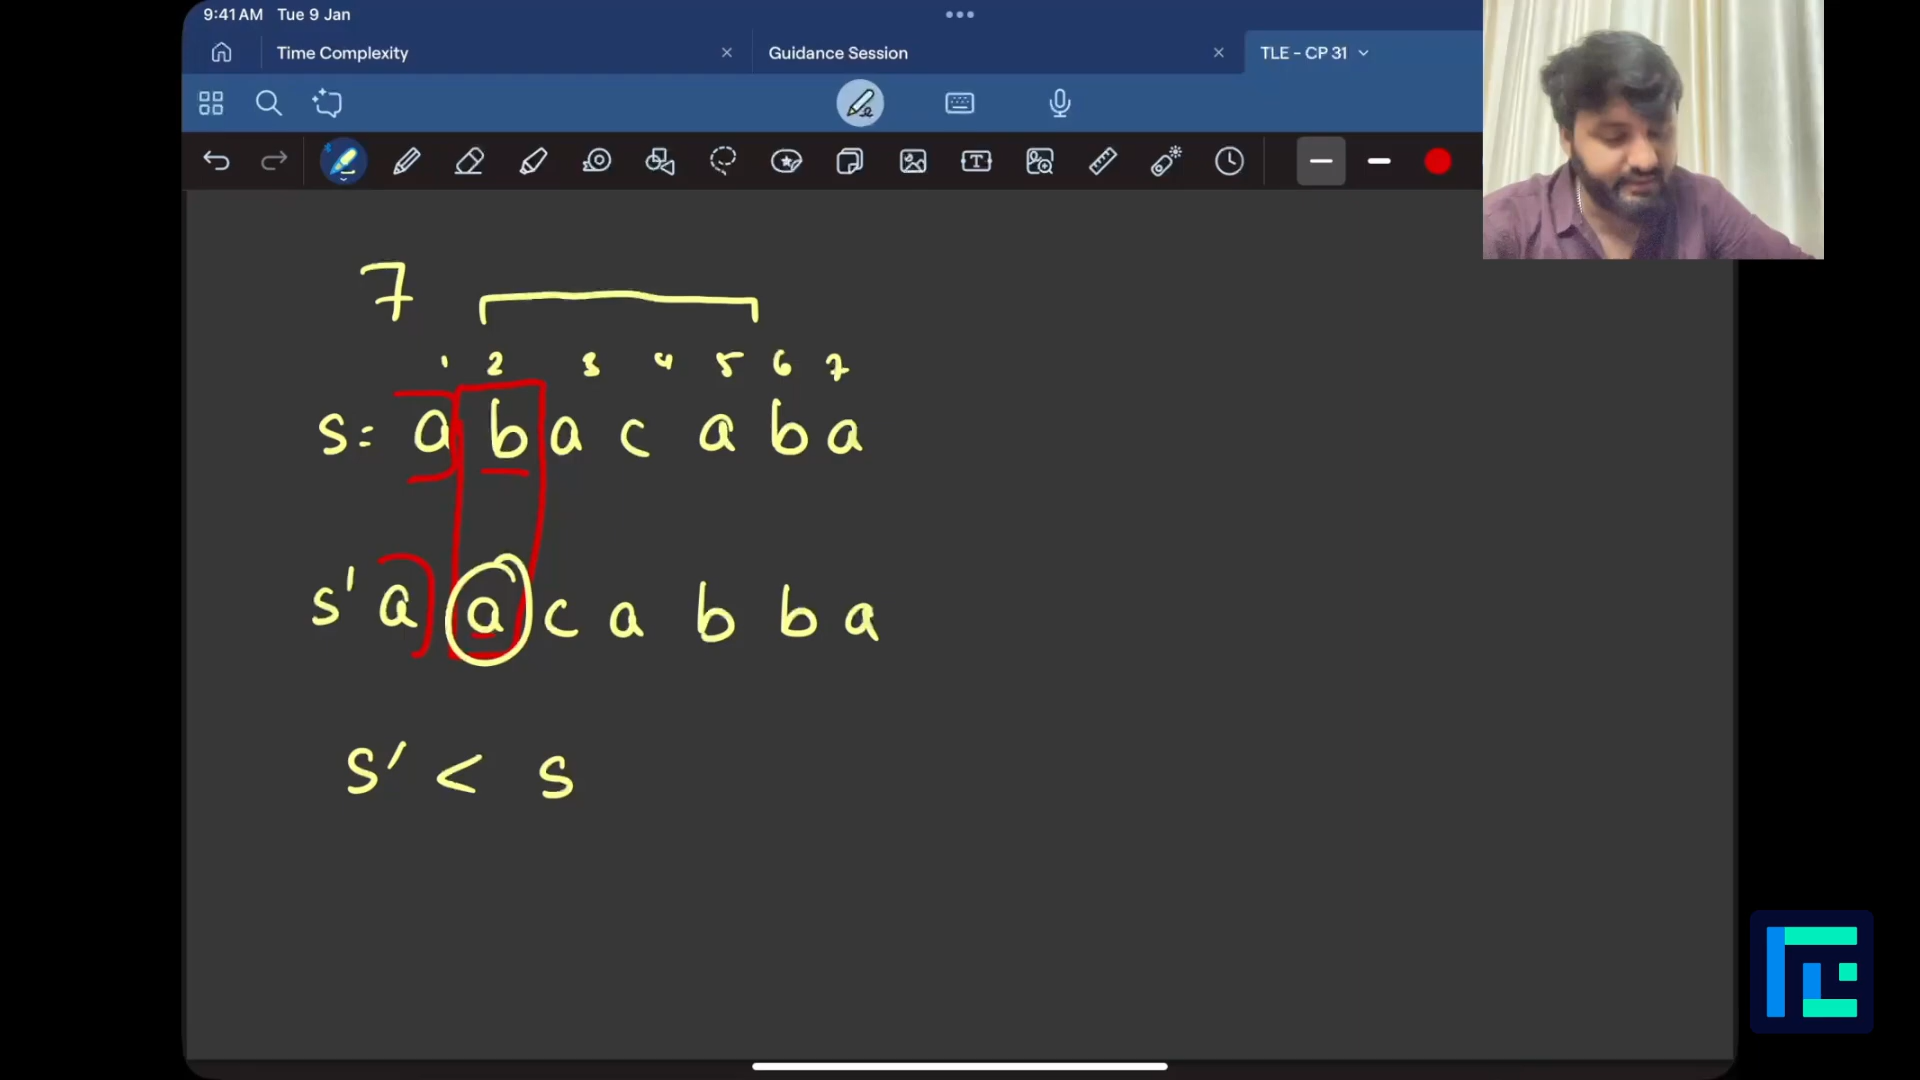 9:41 AM Tue 9 Jan
Time Complexity Guidance Session TLE - CP 31
7
1 2 3 4 5 6 7
s= a b a c a b a
s' a a c a b b a
s' < s